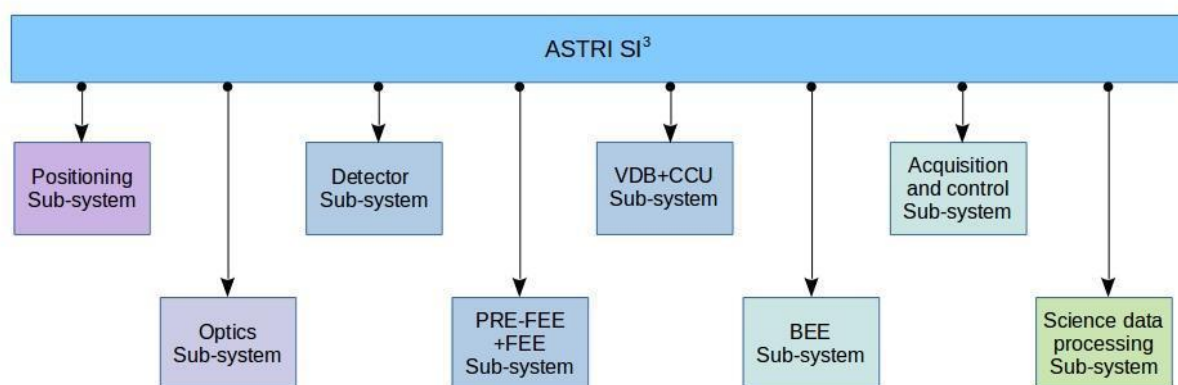 ASTRI SI³
Positioning
Sub-system
Detector
Sub-system
VDB+CCU
Sub-system
Acquisition
and control
Sub-system
Optics
Sub-system
PRE-FEE
+FEE
Sub-system
BEE
Sub-system
Science data
processing
Sub-system